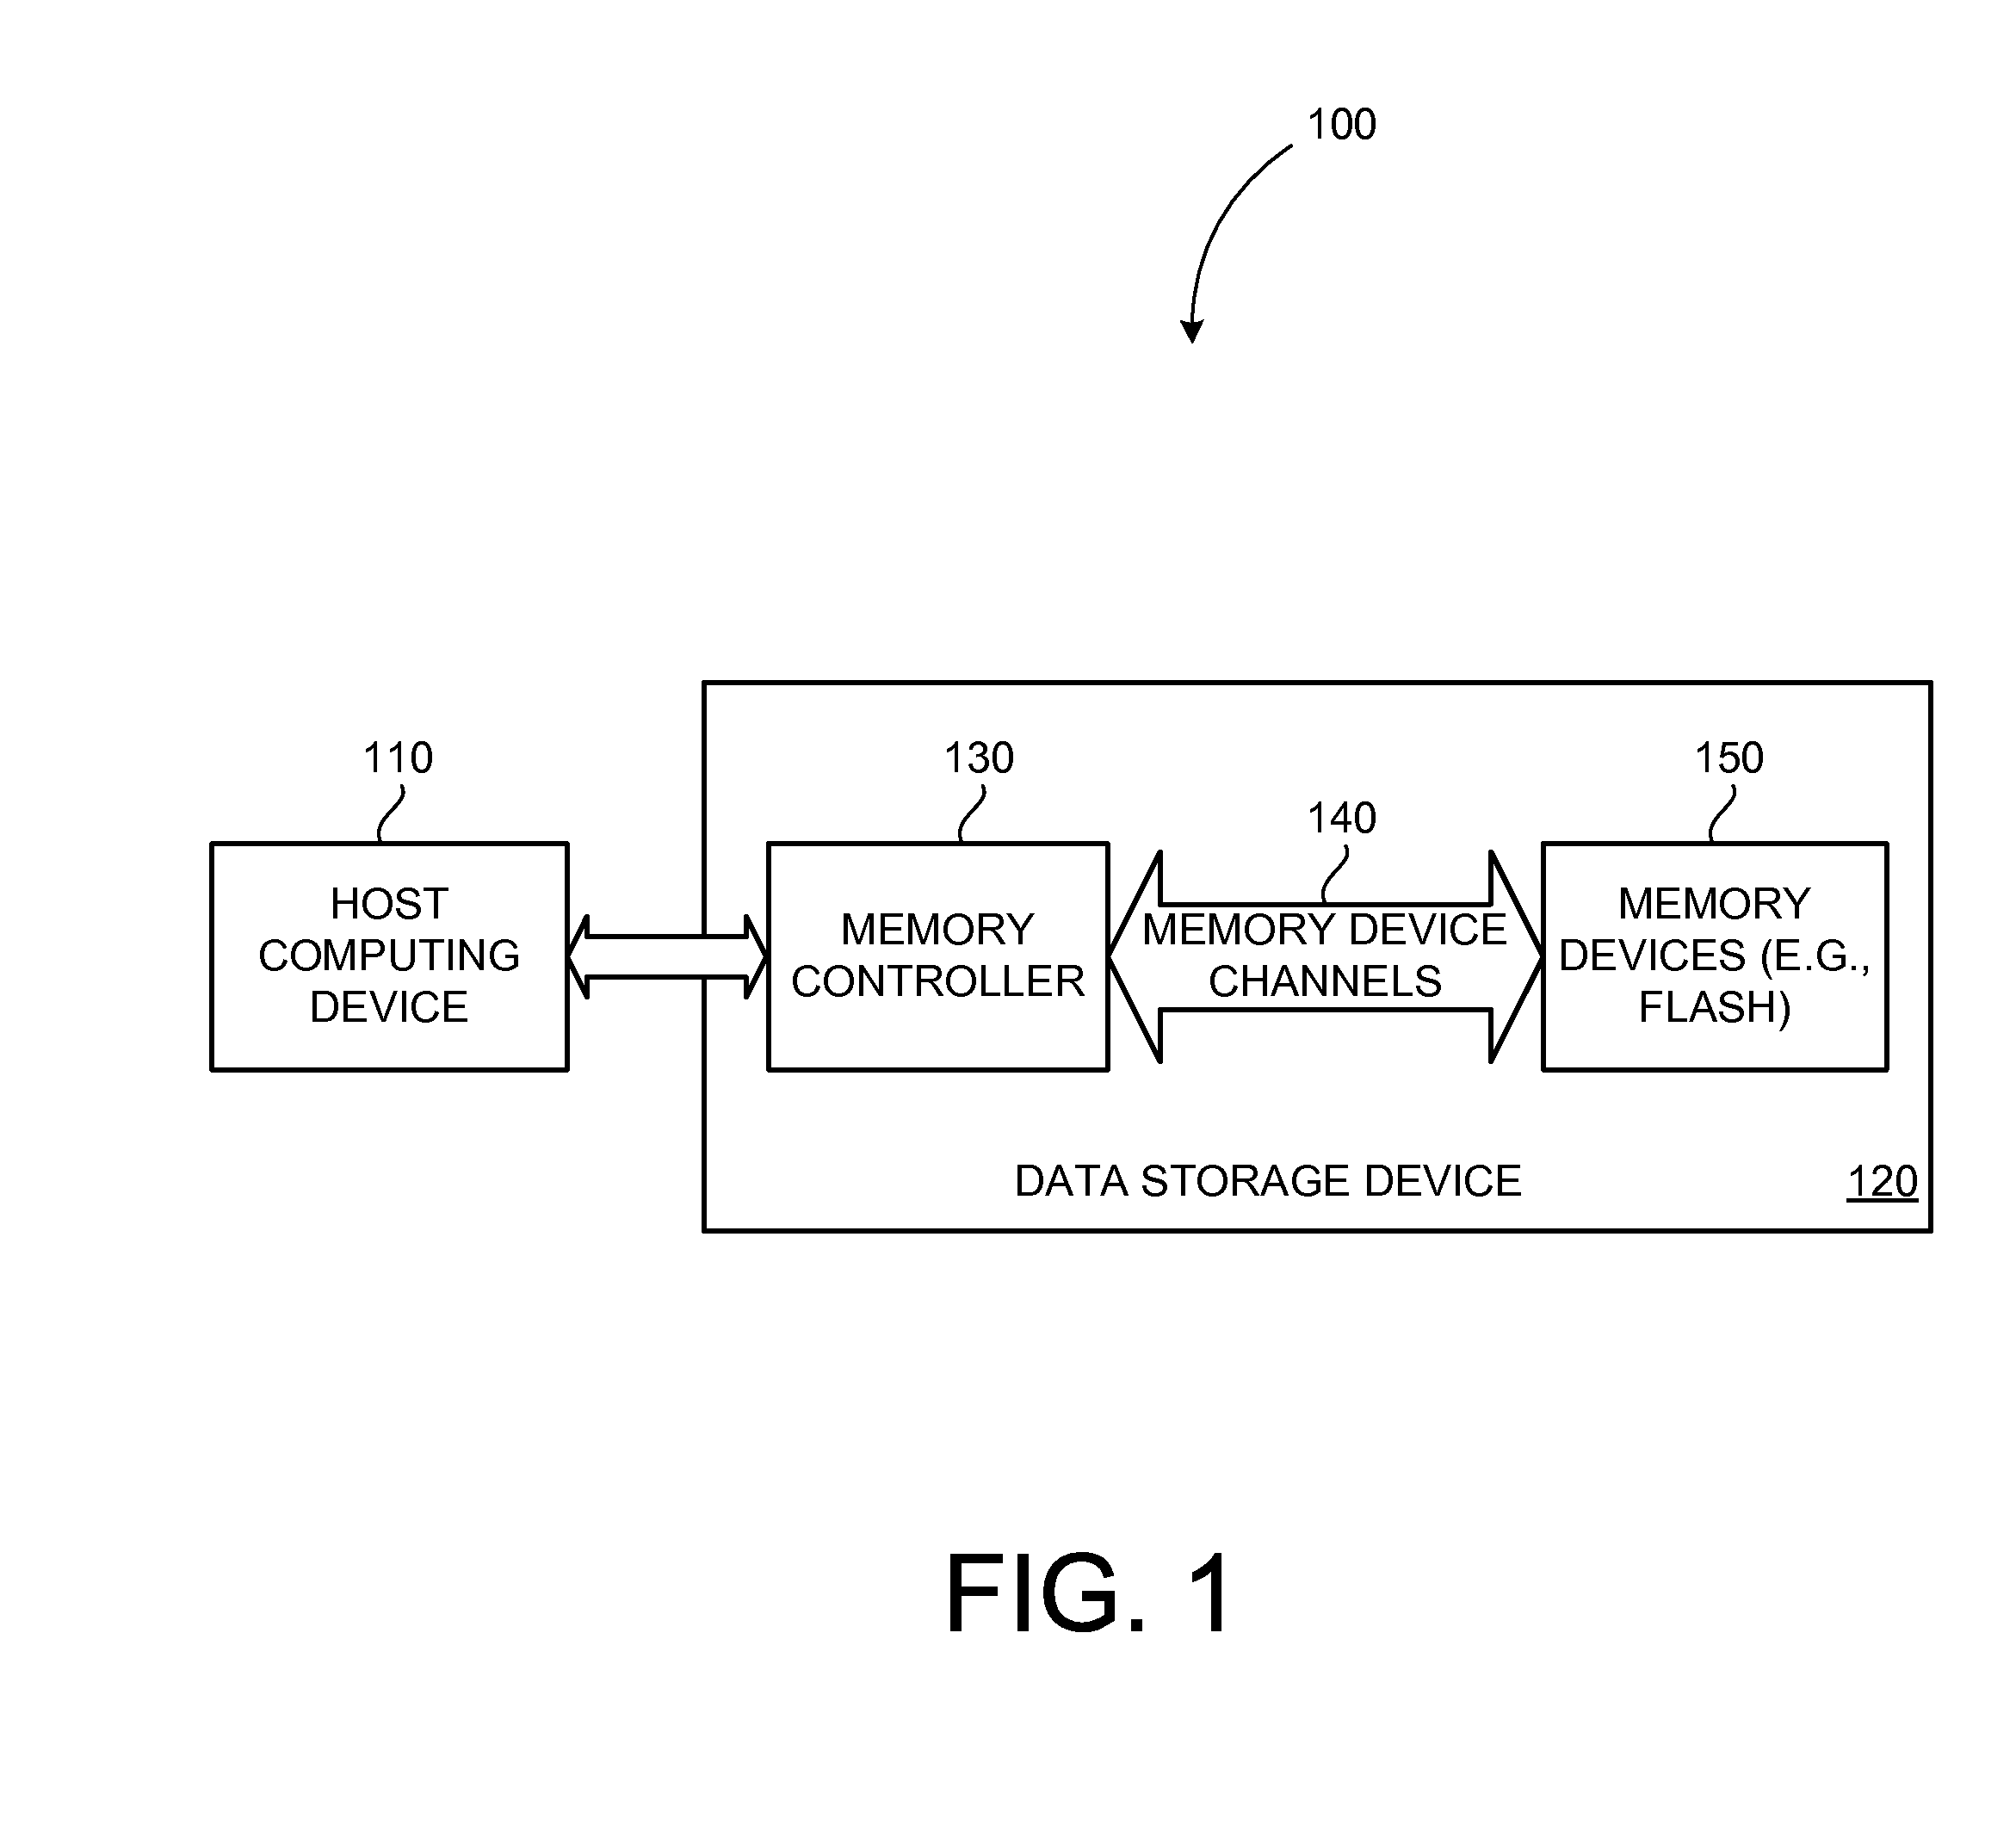 100
110
130
150
140
HOST
COMPUTING
DEVICE
MEMORY
CONTROLLER
MEMORY DEVICE
CHANNELS
MEMORY
DEVICES (E.G.,
FLASH)
DATA STORAGE DEVICE
120
FIG. 1